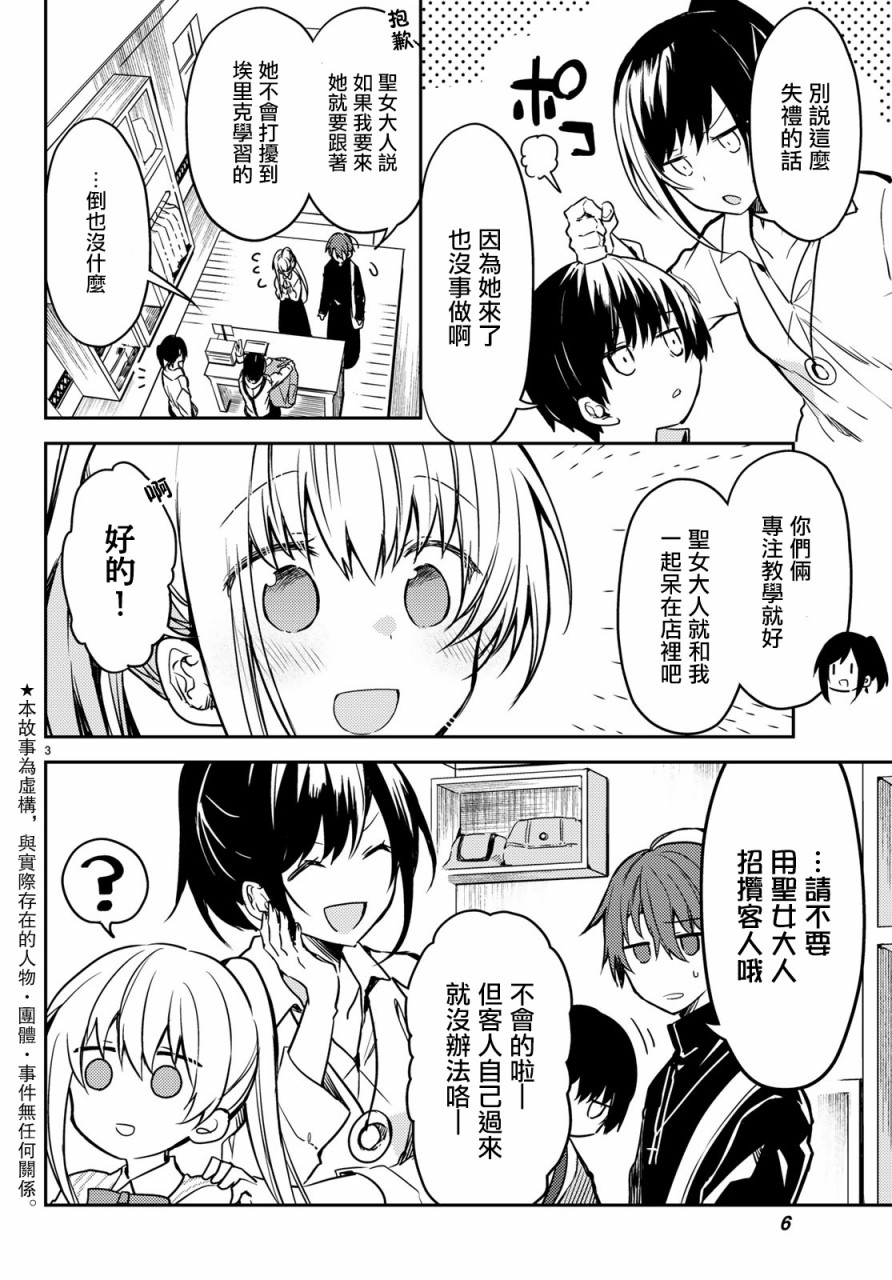 別說這麼
失禮的話
ポコ
因為她來了
也沒事做啊
抱歉
聖女大人說
如果我要來
她就要跟著
她不會打擾到
埃里克學習的
…倒也沒什麼
你們倆
專注教學就好
聖女大人就和我
一起呆在店裡吧
啊
好的！
…請不要
用聖女大人
招攬客人哦
不會的啦—
但客人自己過來
就沒辦法咯—
？
3
★本故事為虛構，與實際存在的人物・團體・事件無任何關係。
6